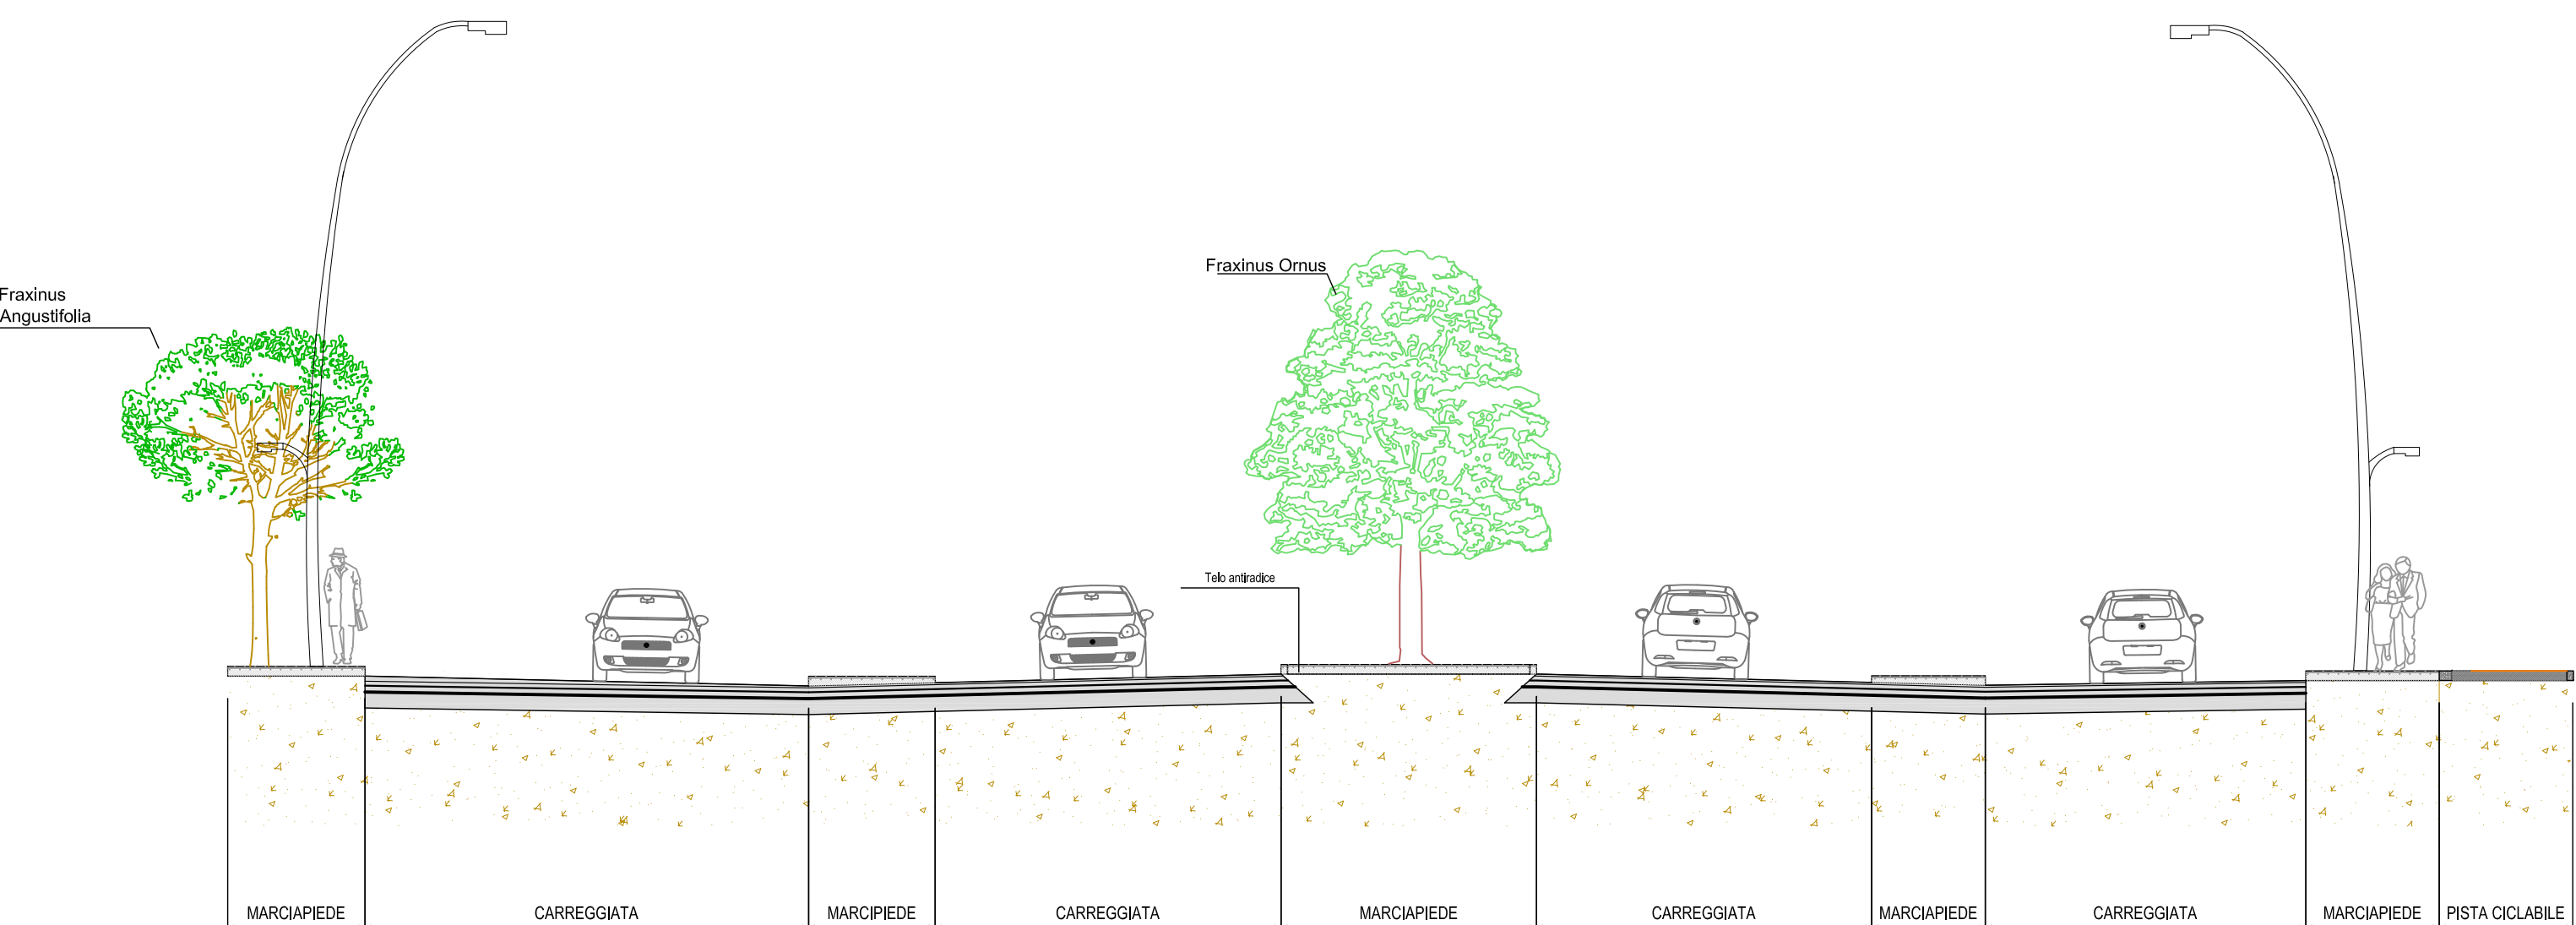 Fraxinus Ornus
Fraxinus
Angustifolia
Telo antiradice
MARCIAPIEDE
CARREGGIATA
MARCIPIEDE
CARREGGIATA
MARCIAPIEDE
CARREGGIATA
MARCIAPIEDE
CARREGGIATA
MARCIAPIEDE
PISTA CICLABILE